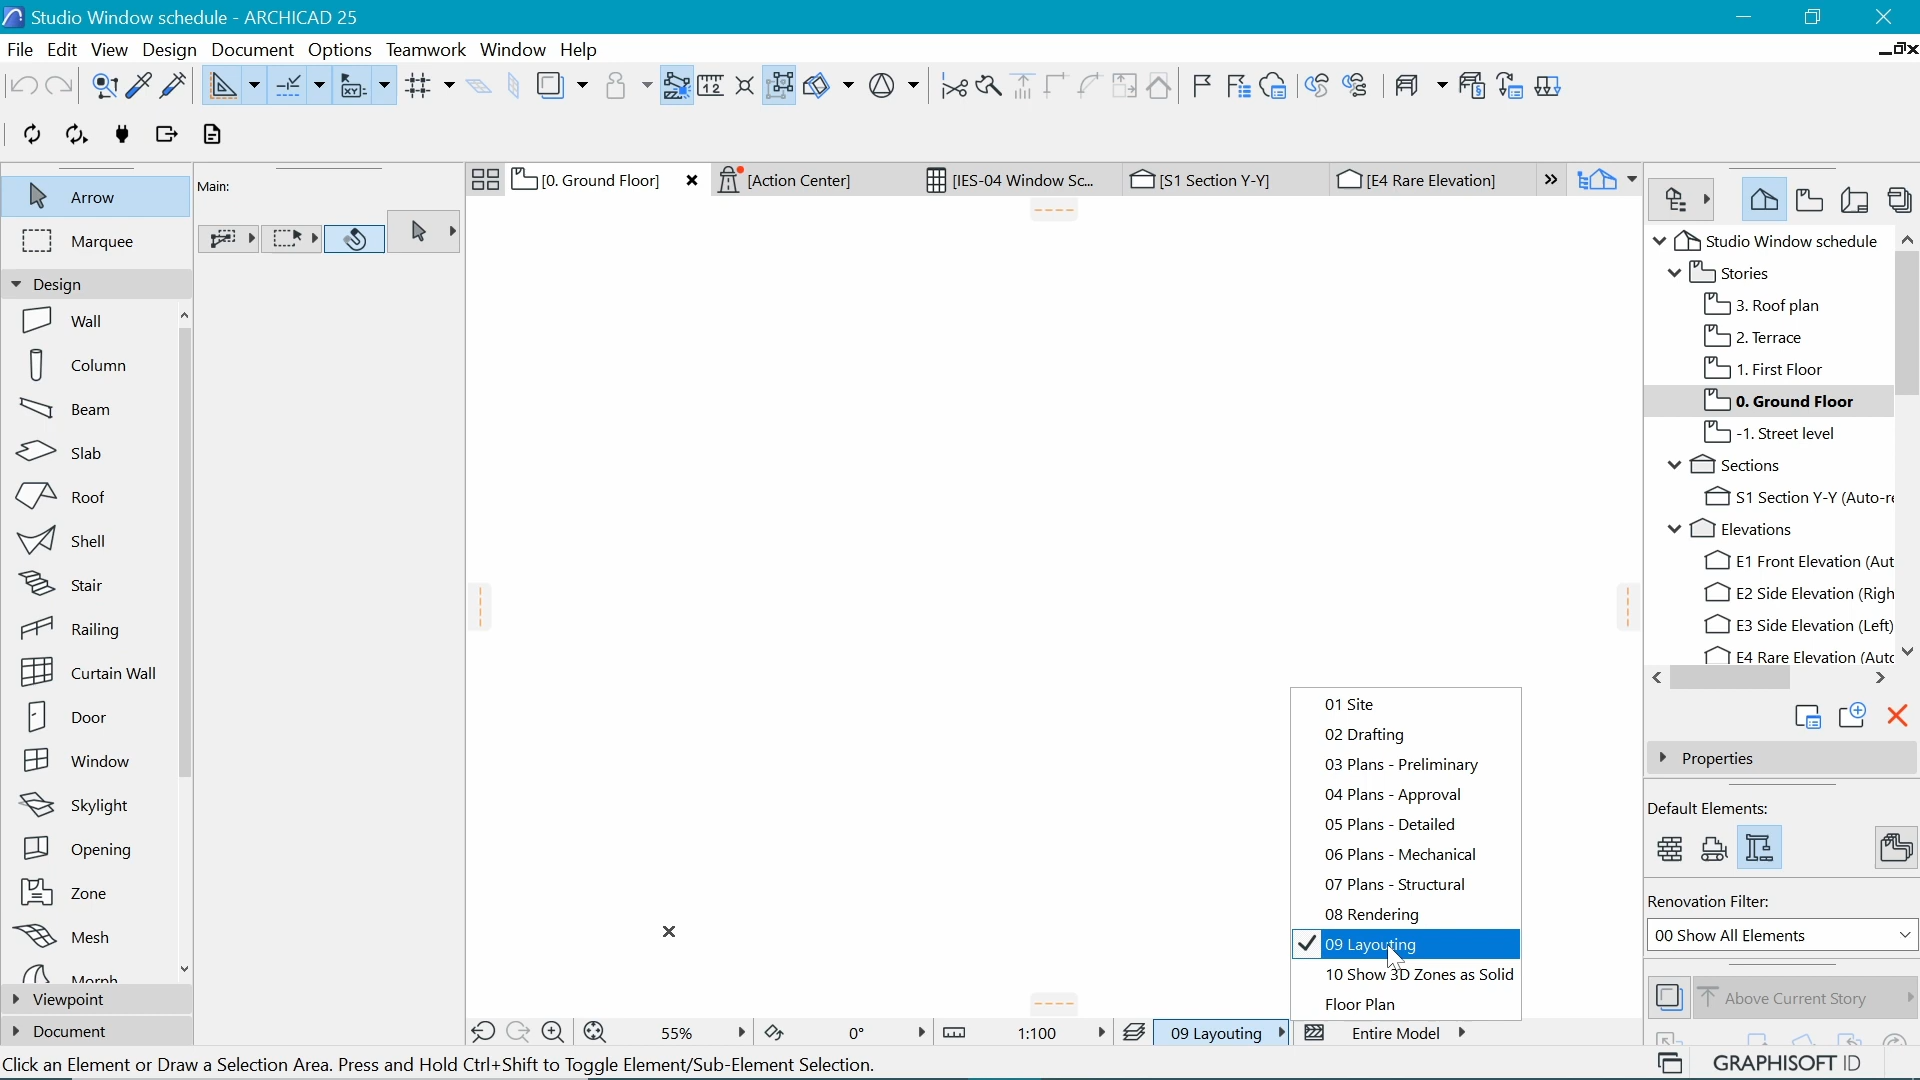 Studio Window schedule - ARCHICAD 25
File Edit View Design Document Options Teamwork Window Help
Main:
Arrow
Marquee
Design
Wall
Column
Beam
Slab
Roof
Shell
Stair
Railing
Curtain Wall
Door
Window
Skylight
Opening
Zone
Mesh
Morph
Viewpoint
Document
[0. Ground Floor]
[Action Center]
[IES-04 Window Sc...
[S1 Section Y-Y]
[E4 Rare Elevation]
Studio Window schedule
Stories
3. Roof plan
2. Terrace
1. First Floor
0. Ground Floor
-1. Street level
Sections
S1 Section Y-Y (Auto-re
Elevations
E1 Front Elevation (Aut
E2 Side Elevation (Righ
E3 Side Elevation (Left)
E4 Rare Elevation (Auto
Properties
Default Elements:
Renovation Filter:
00 Show All Elements
Above Current Story
01 Site
02 Drafting
03 Plans - Preliminary
04 Plans - Approval
05 Plans - Detailed
06 Plans - Mechanical
07 Plans - Structural
08 Rendering
09 Layouting
10 Show 3D Zones as Solid
Floor Plan
55% 0° 1:100 09 Layouting Entire Model
Click an Element or Draw a Selection Area. Press and Hold Ctrl+Shift to Toggle Element/Sub-Element Selection.
GRAPHISOFT ID